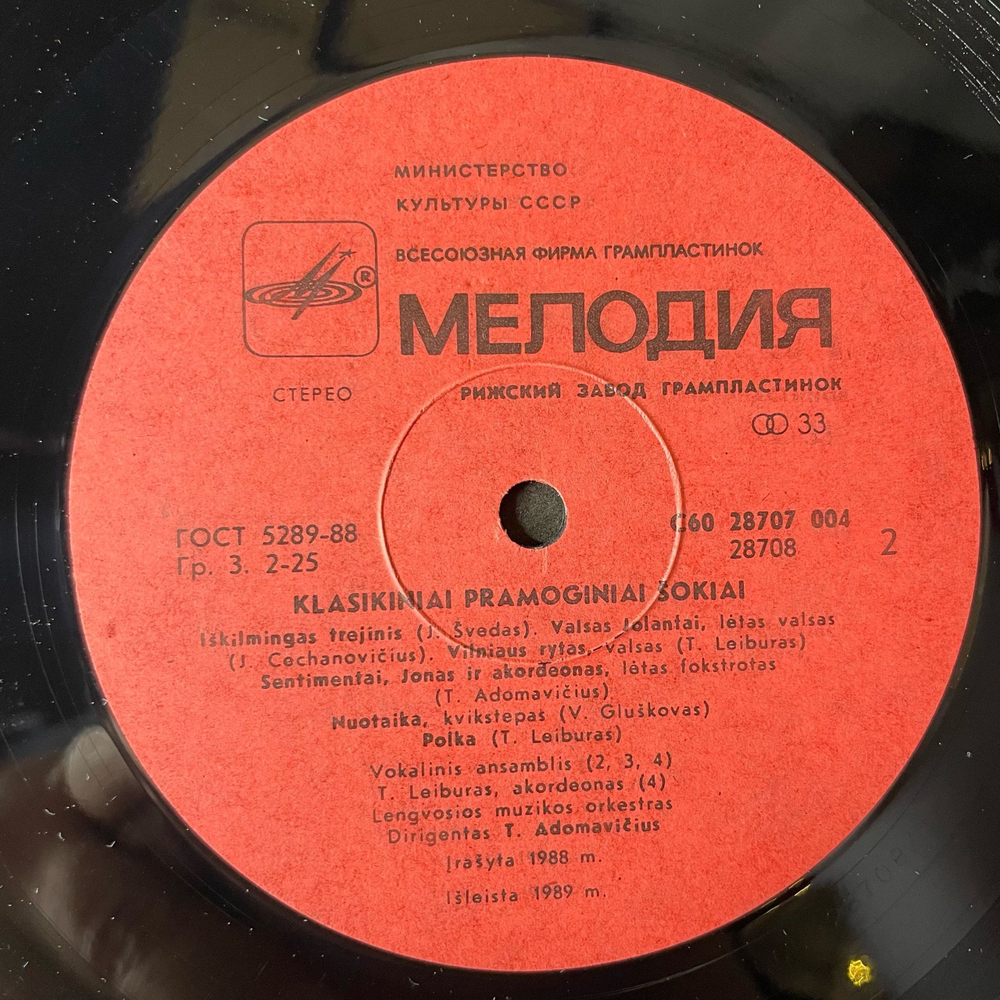 МИНИСТЕРСТВО
КУЛЬТУРЫ СССР
ВСЕСОЮЗНАЯ ФИРМА ГРАМПЛАСТИНОК
®
МЕЛОДИЯ
СТЕРЕО
РИЖСКИЙ ЗАВОД ГРАМПЛАСТИНОК
33
ГОСТ 5289-88
Гр. 3. 2-25
С60 28707 004
28708
2
KLASIKINIAI PRAMOGINIAI ŠOKIAI
Iškilmingas trejinis (J. Švedas). Valsas Jolantai, lėtas valsas
(J. Cechanovičius). Vilniaus rytas, valsas (T. Leiburas)
Sentimentai, Jonas ir akordeonas, lėtas fokstrotas
(T. Adomavičius)
Nuotaika, kvikstepas (V. Gluškovas)
Polka (T. Leiburas)
Vokalinis ansamblis (2, 3, 4)
T. Leiburas, akordeonas (4)
Lengvosios muzikos orkestras
Dirigentas T. Adomavičius
Įrašyta 1988 m.
Išleista 1989 m.